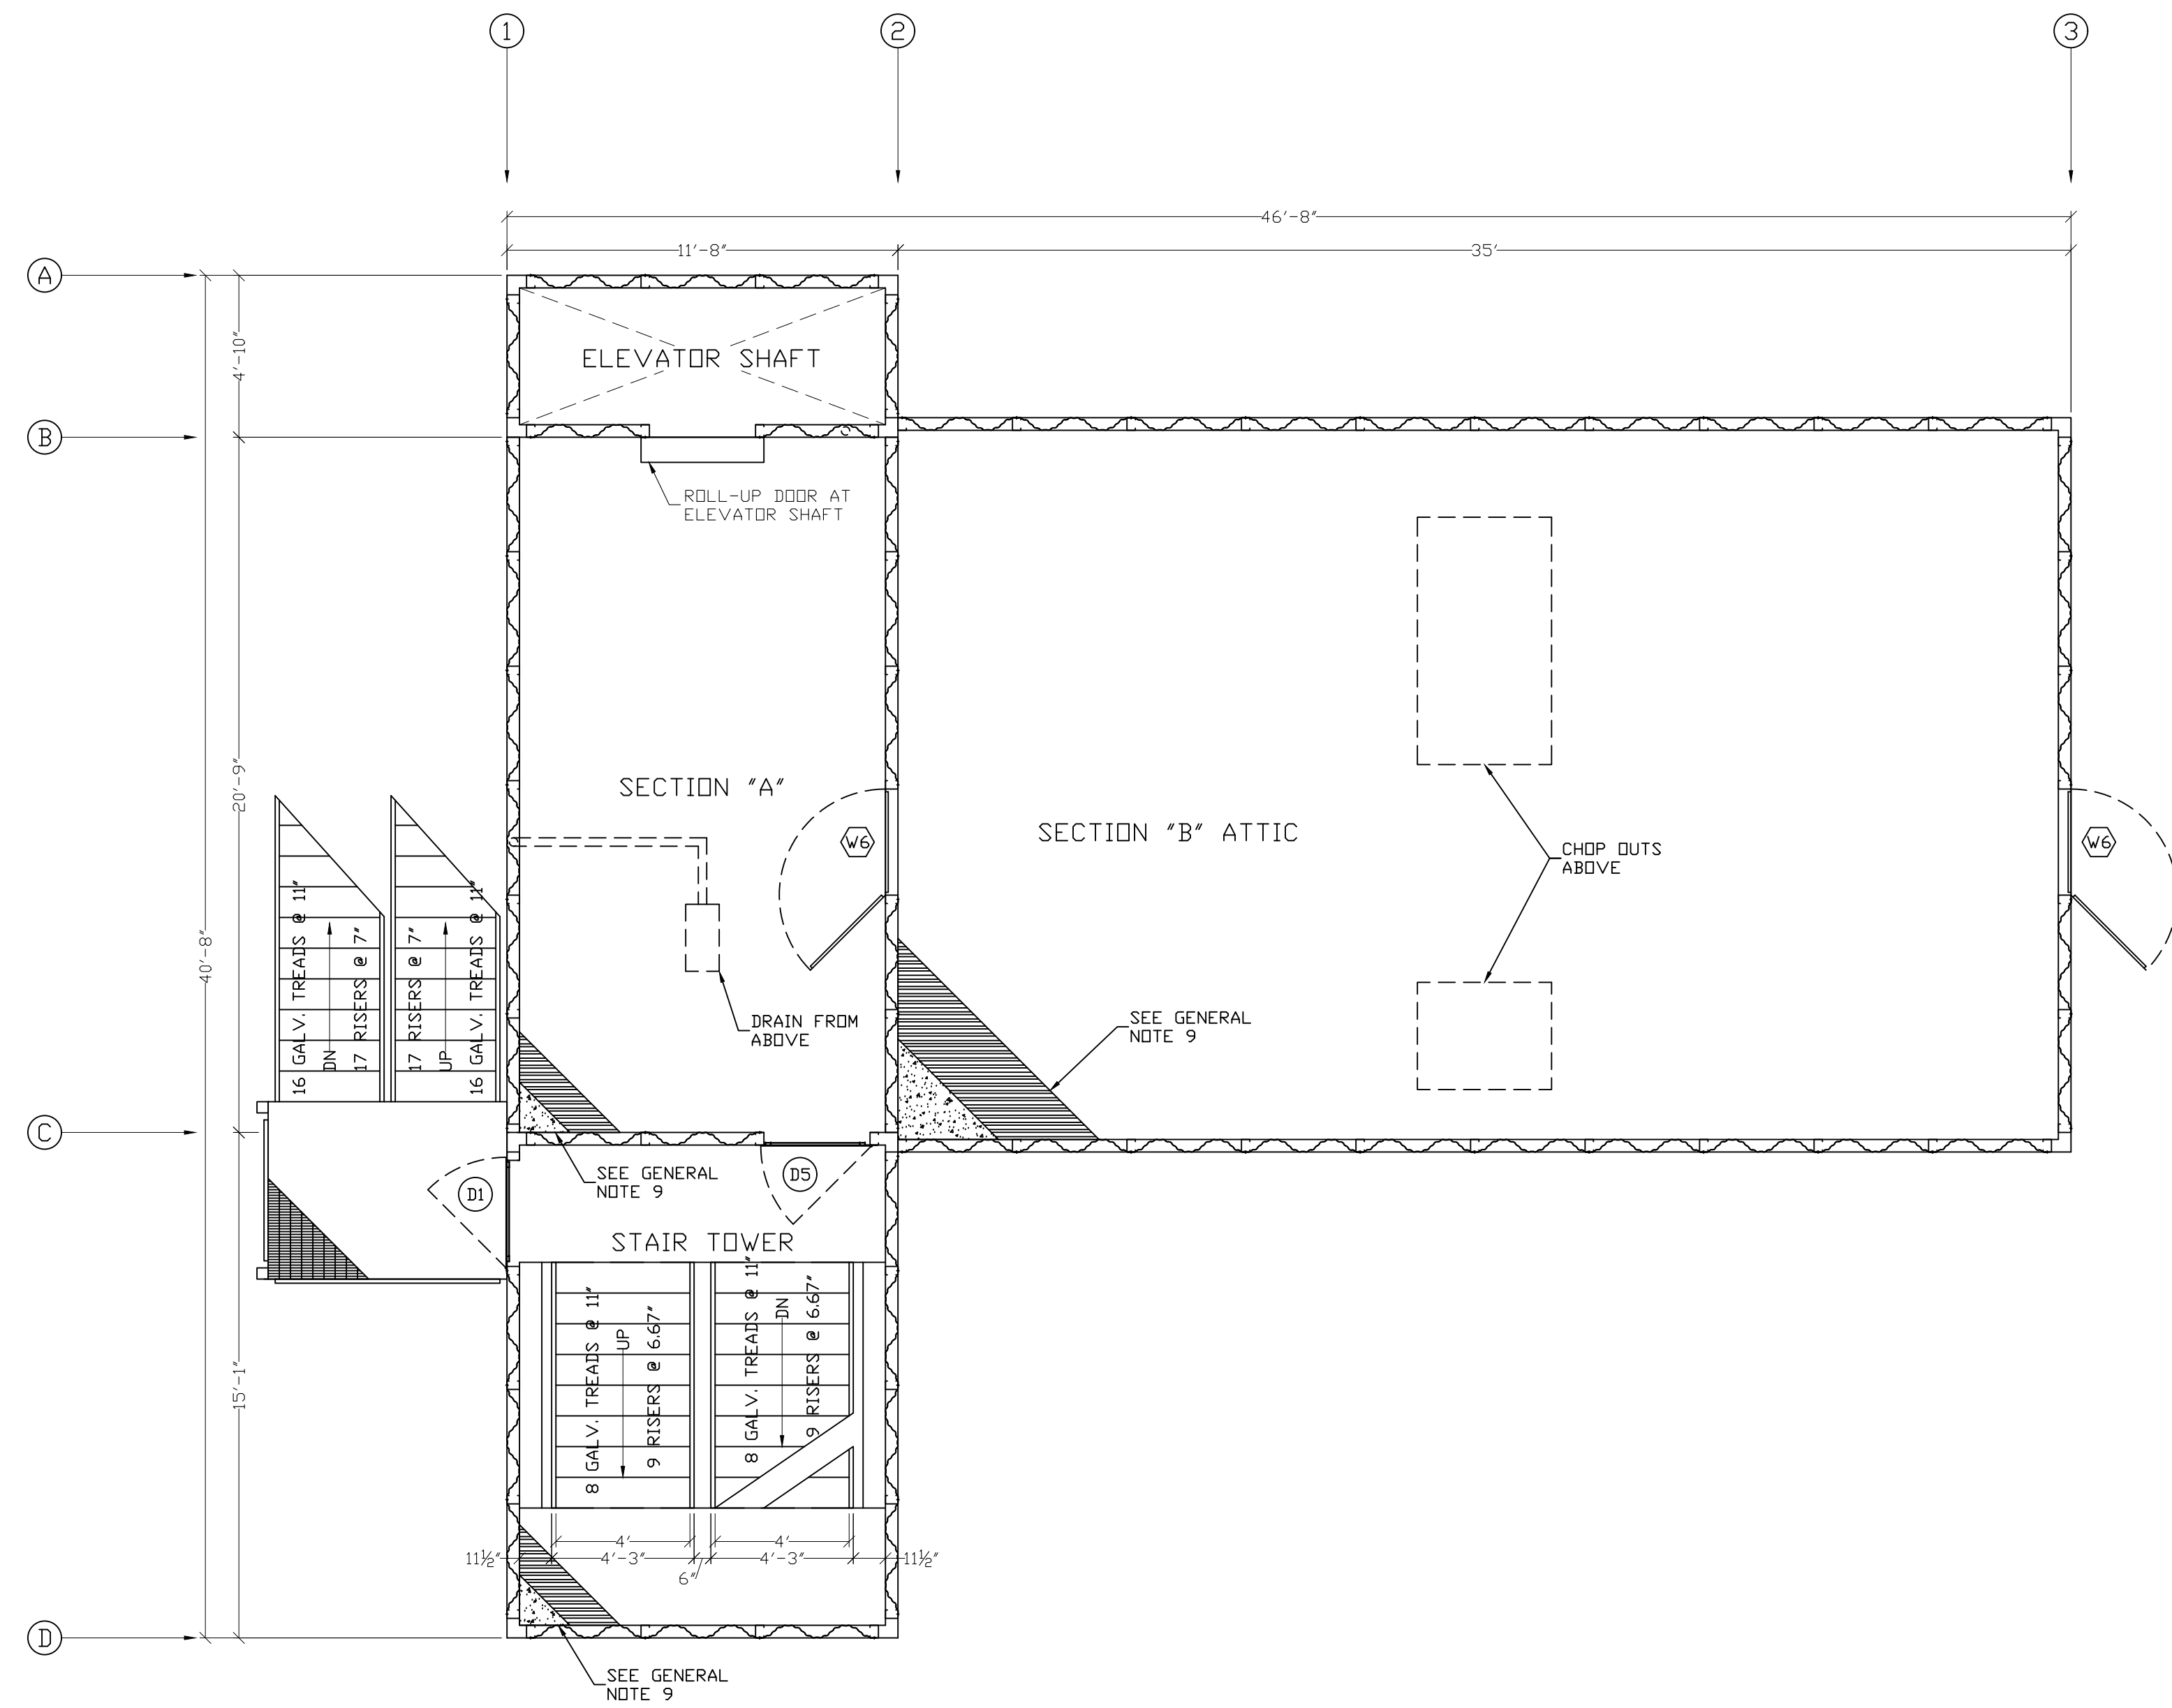 1
2
3
46'-8"
11'-8"
35'
A
4'-10"
ELEVATOR SHAFT
B
ROLL-UP DOOR AT
ELEVATOR SHAFT
20'-9"
SECTION "A"
W6
SECTION "B" ATTIC
W6
CHOP OUTS
ABOVE
40'-8"
16 GALV. TREADS @ 11"
DN
17 RISERS @ 7"
17 RISERS @ 7"
UP
16 GALV. TREADS @ 11"
DRAIN FROM
ABOVE
SEE GENERAL
NOTE 9
C
SEE GENERAL
NOTE 9
D5
D1
STAIR TOWER
8 GALV. TREADS @ 11"
UP
9 RISERS @ 6.67"
8 GALV. TREADS @ 11"
DN
9 RISERS @ 6.67"
15'-1"
4'
4'
11½"
4'-3"
6"
4'-3"
11½"
D
SEE GENERAL
NOTE 9